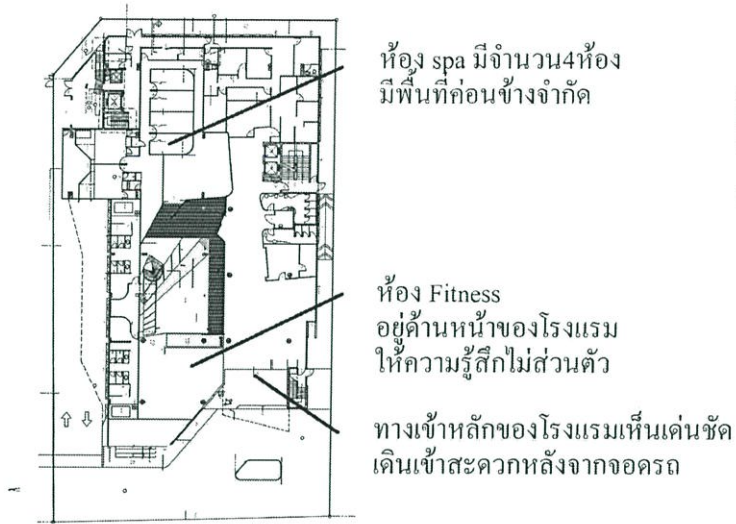 ห้อง spa มีจำนวน4ห้อง
มีพื้นที่ค่อนข้างจำกัด
ห้อง Fitness
อยู่ด้านหน้าของโรงแรม
ให้ความรู้สึกไม่ส่วนตัว
ทางเข้าหลักของโรงแรมเห็นเด่นชัด
เดินเข้าสะดวกหลังจากจอดรถ